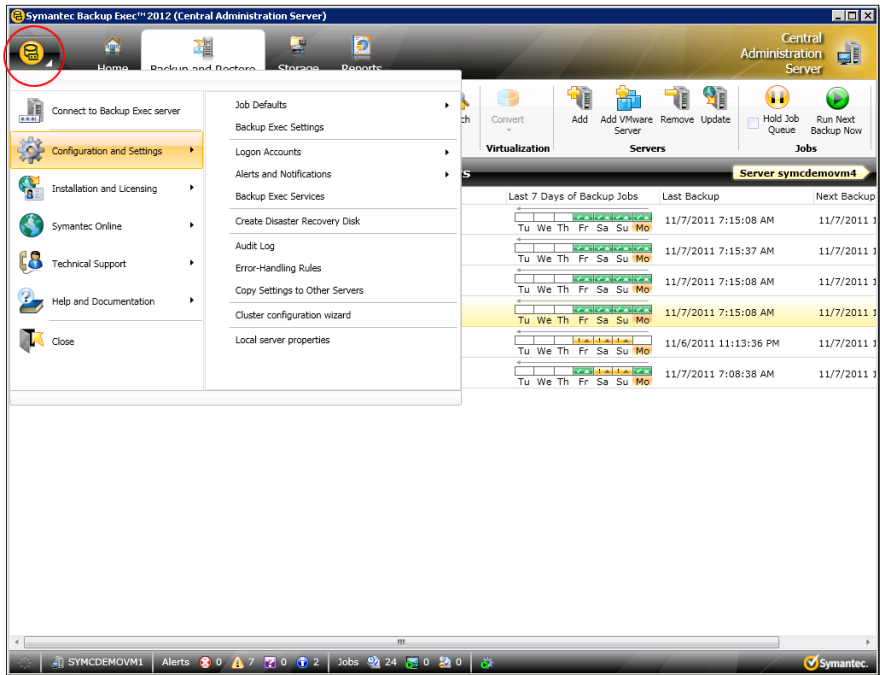 Symantec Backup Exec™ 2012 (Central Administration Server)
Home
Backup and Restore
Storage
Reports
Central
Administration
Server
Connect to Backup Exec server
Configuration and Settings
Installation and Licensing
Symantec Online
Technical Support
Help and Documentation
Close
Job Defaults
Backup Exec Settings
Logon Accounts
Alerts and Notifications
Backup Exec Services
Create Disaster Recovery Disk
Audit Log
Error-Handling Rules
Copy Settings to Other Servers
Cluster configuration wizard
Local server properties
ch
Convert
Virtualization
Add
Add VMware
Server
Remove
Update
Servers
Hold Job
Queue
Run Next
Backup Now
Jobs
s
Server symcdemovm4
Last 7 Days of Backup Jobs
Last Backup
Next Backup
Tu We Th Fr Sa Su Mo
11/7/2011 7:15:08 AM
11/7/2011 1
Tu We Th Fr Sa Su Mo
11/7/2011 7:15:37 AM
11/7/2011 1
Tu We Th Fr Sa Su Mo
11/7/2011 7:15:08 AM
11/7/2011 1
Tu We Th Fr Sa Su Mo
11/7/2011 7:15:08 AM
11/7/2011 1
Tu We Th Fr Sa Su Mo
11/6/2011 11:13:36 PM
11/7/2011 1
Tu We Th Fr Sa Su Mo
11/7/2011 7:08:38 AM
11/7/2011 1
SYMCDEMOVM1
Alerts
0
7
0
2
Jobs
24
0
0
Symantec.